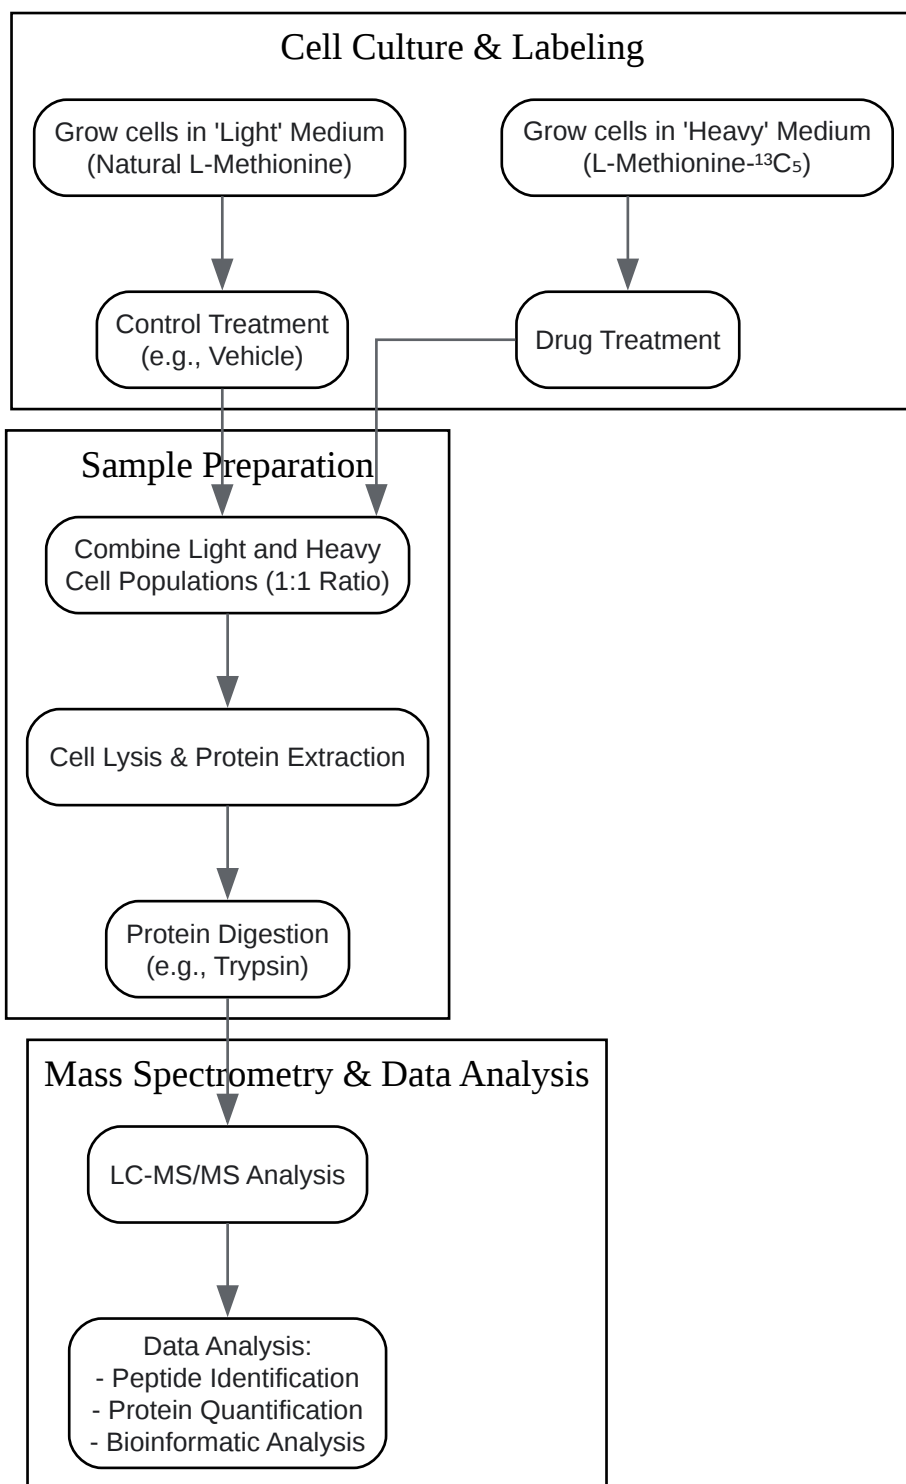 Cell Culture & Labeling
Grow cells in 'Light' Medium
(Natural L-Methionine)
Grow cells in 'Heavy' Medium
(L-Methionine-¹³C₅)
Control Treatment
(e.g., Vehicle)
Drug Treatment
Sample Preparation
Combine Light and Heavy
Cell Populations (1:1 Ratio)
Cell Lysis & Protein Extraction
Protein Digestion
(e.g., Trypsin)
Mass Spectrometry & Data Analysis
LC-MS/MS Analysis
Data Analysis:
- Peptide Identification
- Protein Quantification
- Bioinformatic Analysis